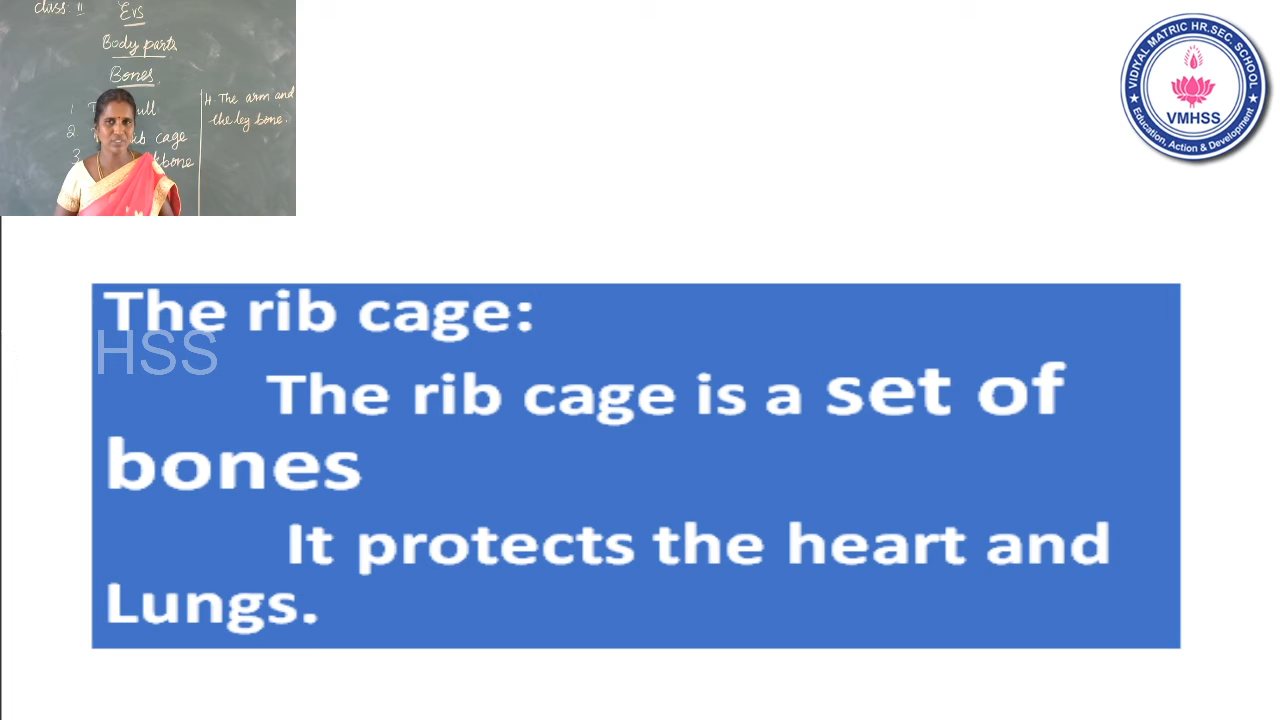 class: II
Evs
Body parts
Bones
1.
2. rib cage
3.
4. The arm and
the leg bone.
VIDIYAL MATRIC HR.SEC. SCHOOL
VMHSS
Education, Action & Development
The rib cage:
HSS
The rib cage is a set of
bones
It protects the heart and
Lungs.